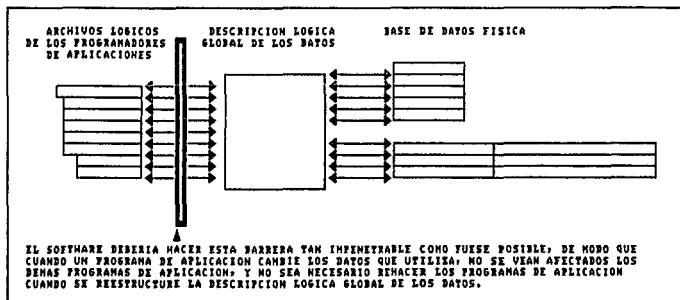 ARCHIVOS LOGICOS
DE LOS PROGRAMADORES
DE APLICACIONES
DESCRIPCION LOGICA
GLOBAL DE LOS DATOS
BASE DE DATOS FISICA
EL SOFTWARE DEBERIA HACER ESTA BARRERA TAN IMPENETRABLE COMO FUESE POSIBLE, DE MODO QUE
CUANDO UN PROGRAMA DE APLICACION CAMBIE LOS DATOS QUE UTILIZA, NO SE VEAN AFECTADOS LOS
DEMAS PROGRAMAS DE APLICACION, Y NO SEA NECESARIO REHACER LOS PROGRAMAS DE APLICACION
CUANDO SE REESTRUCTURE LA DESCRIPCION LOGICA GLOBAL DE LOS DATOS.